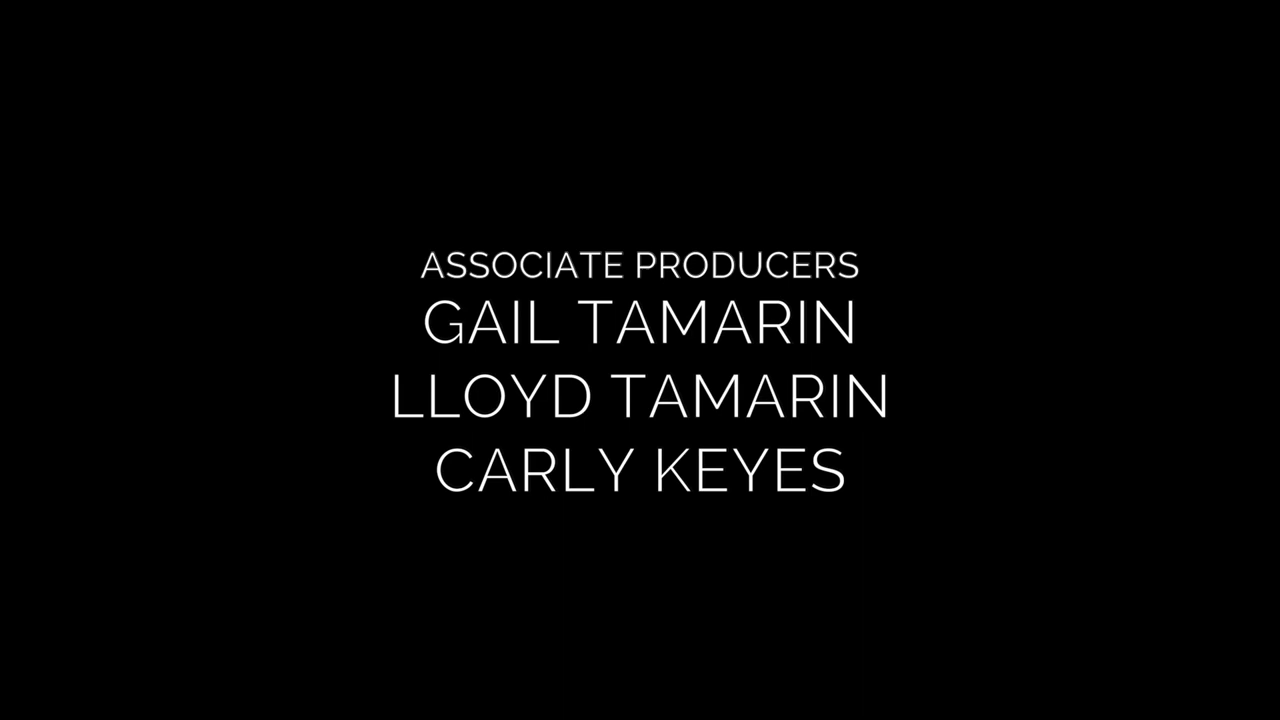 ASSOCIATE PRODUCERS
GAIL TAMARIN
LLOYD TAMARIN
CARLY KEYES